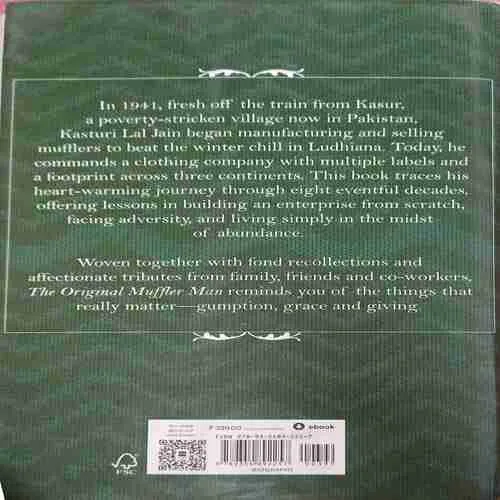 In 1941, fresh off the train from Kasur,
a poverty-stricken village now in Pakistan,
Kasturi Lal Jain began manufacturing and selling
mufflers to beat the winter chill in Ludhiana. Today, he
commands a clothing company with multiple labels and
a footprint across three continents. This book traces his
heart-warming journey through eight eventful decades,
offering lessons in building an enterprise from scratch,
facing adversity, and living simply in the midst
of abundance.
Woven together with fond recollections and
affectionate tributes from family, friends and co-workers,
The Original Muffler Man reminds you of the things that
really matter—gumption, grace and giving.
ebook
FSC